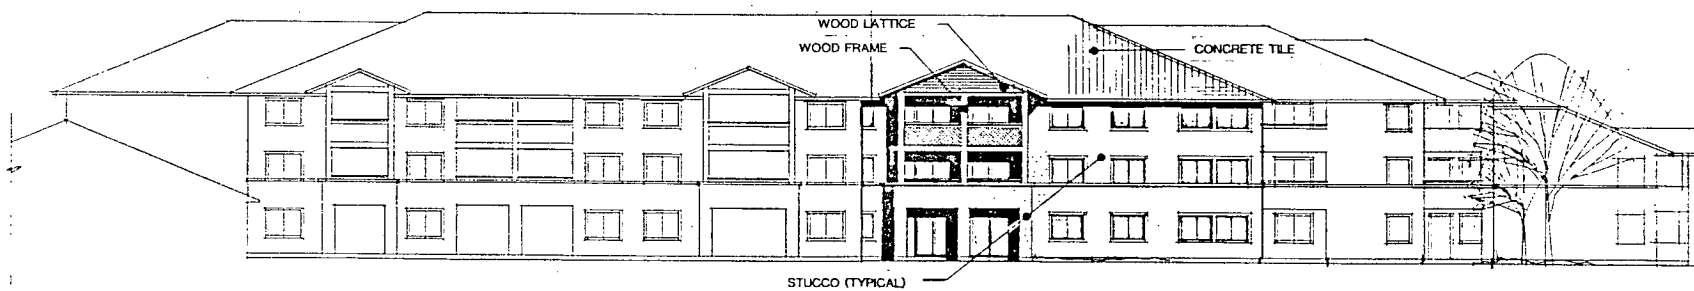 WOOD LATTICE
WOOD FRAME
CONCRETE TILE
STUCCO (TYPICAL)